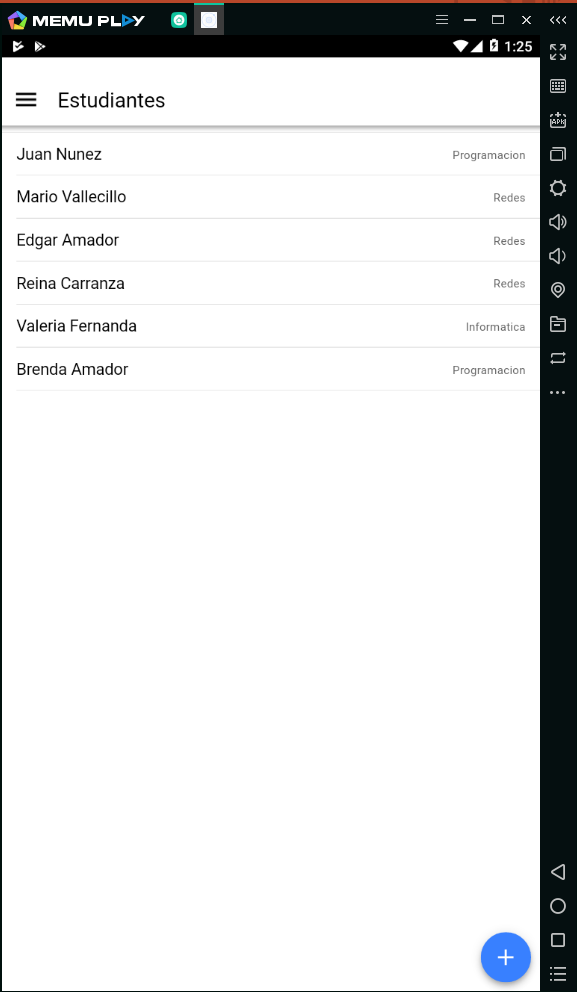 MEMU PLAY
1:25
APK
Estudiantes
Juan Nunez Programacion
Mario Vallecillo Redes
Edgar Amador Redes
Reina Carranza Redes
Valeria Fernanda Informatica
Brenda Amador Programacion